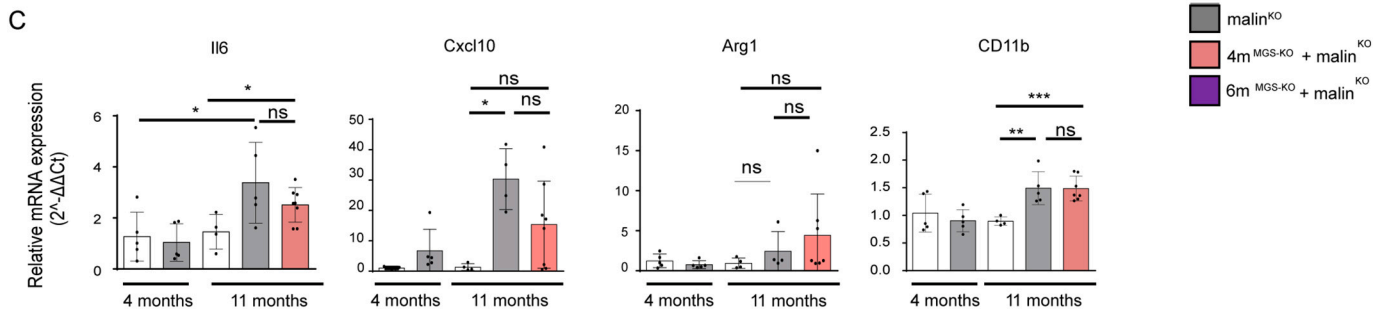 C
Il6
Cxcl10
Arg1
CD11b
malin^KO
4m ^MGS-KO + malin^KO
6m ^MGS-KO + malin^KO
Relative mRNA expression
(2^-ΔΔCt)
6
4
2
0
*
*
ns
4 months
11 months
50
40
30
20
10
0
ns
*
ns
4 months
11 months
20
15
10
5
0
ns
ns
ns
4 months
11 months
2.5
2.0
1.5
1.0
0.5
0.0
***
**
ns
4 months
11 months